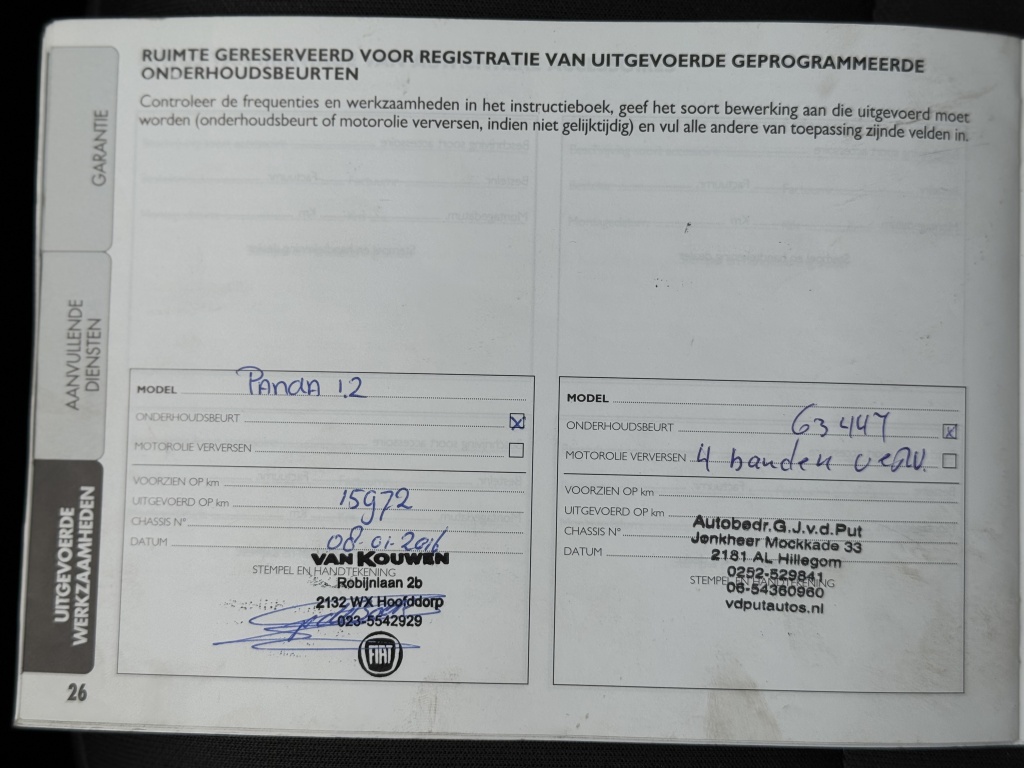 RUIMTE GERESERVEERD VOOR REGISTRATIE VAN UITGEVOERDE GEPROGRAMMEERDE
ONDERHOUDSBEURTEN
Controleer de frequenties en werkzaamheden in het instructieboek, geef het soort bewerking aan die uitgevoerd moet
worden (onderhoudsbeurt of motorolie verversen, indien niet gelijktijdig) en vul alle andere van toepassing zijnde velden in.
GARANTIE
AANVULLENDE
DIENSTEN
UITGEVOERDE
WERKZAAMHEDEN
MODEL Panda 1.2
ONDERHOUDSBEURT
MOTOROLIE VERVERSEN
VOORZIEN OP km
UITGEVOERD OP km 15972
CHASSIS N°
DATUM 08-01-2016
STEMPEL EN HANDTEKENING
VAN KOUWEN
Robijnlaan 2b
2132 WX Hoofddorp
023-5542929
FIAT
MODEL
ONDERHOUDSBEURT 63447
MOTOROLIE VERVERSEN 4 banden verv.
VOORZIEN OP km
UITGEVOERD OP km
CHASSIS N°
DATUM
STEMPEL EN HANDTEKENING
Autobedr.G.J.v.d.Put
Jonkheer Mockkade 33
2181 AL Hillegom
0252-529841
06-54360960
vdputautos.nl
26